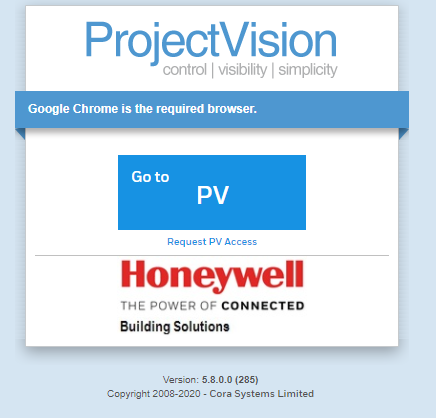 ProjectVision
control | visibility | simplicity
Google Chrome is the required browser.
Go to
PV
Request PV Access
Honeywell
THE POWER OF CONNECTED
Building Solutions
Version: 5.8.0.0 (285)
Copyright 2008-2020 - Cora Systems Limited